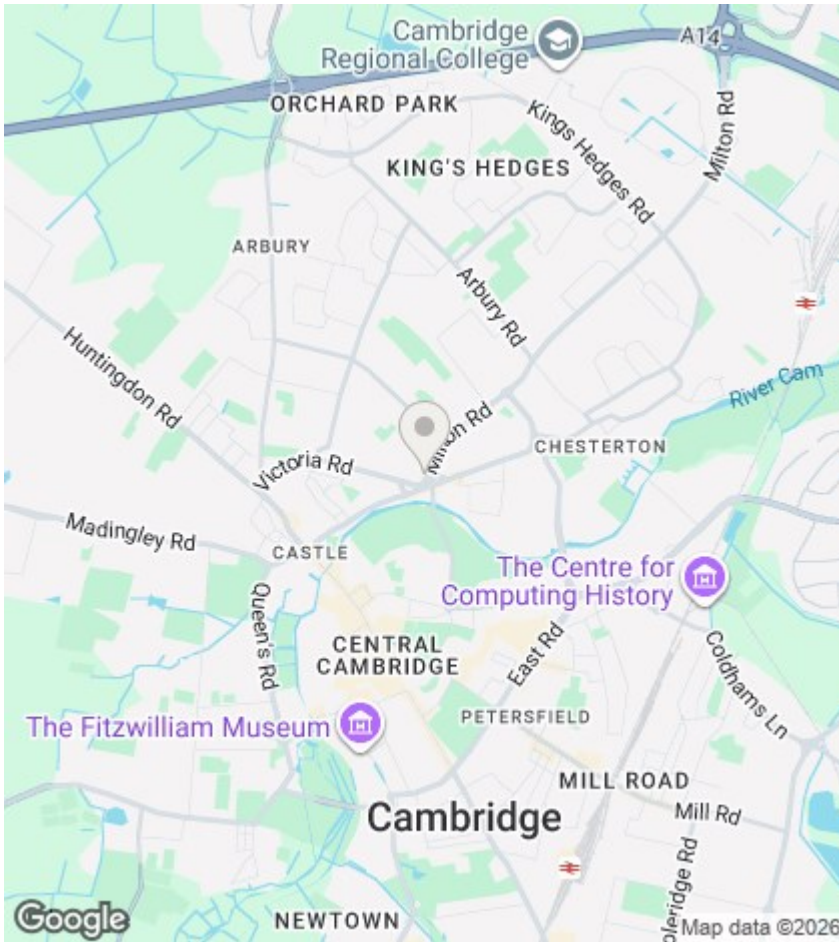 Cambridge
Regional College
A14
ORCHARD PARK
Kings Hedges Rd
Milton Rd
KING'S HEDGES
ARBURY
Arbury Rd
Huntingdon Rd
River Cam
Milton Rd
CHESTERTON
Victoria Rd
Madingley Rd
CASTLE
The Centre for
Computing History
Queen's Rd
CENTRAL
CAMBRIDGE
East Rd
Coldhams Ln
The Fitzwilliam Museum
PETERSFIELD
MILL ROAD
Mill Rd
Cambridge
oleridge Rd
NEWTOWN
Google
Map data ©2026